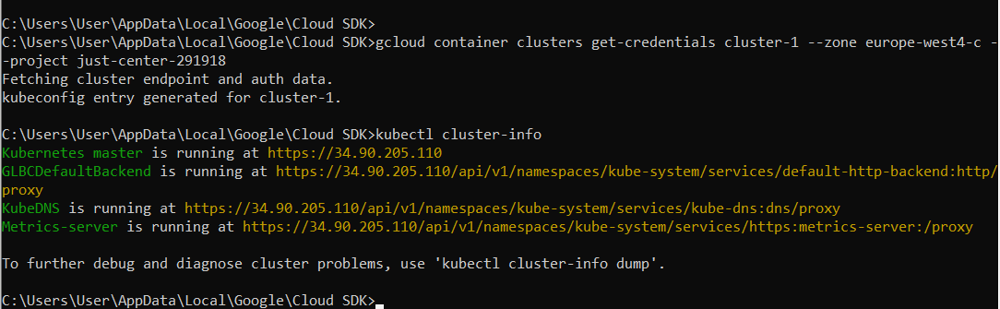 C:\Users\User\AppData\Local\Google\Cloud SDK>
C:\Users\User\AppData\Local\Google\Cloud SDK>gcloud container clusters get-credentials cluster-1 --zone europe-west4-c -
-project just-center-291918
Fetching cluster endpoint and auth data.
kubeconfig entry generated for cluster-1.
C:\Users\User\AppData\Local\Google\Cloud SDK>kubectl cluster-info
Kubernetes master is running at https://34.90.205.110
GLBCDefaultBackend is running at https://34.90.205.110/api/v1/namespaces/kube-system/services/default-http-backend:http/
proxy
KubeDNS is running at https://34.90.205.110/api/v1/namespaces/kube-system/services/kube-dns:dns/proxy
Metrics-server is running at https://34.90.205.110/api/v1/namespaces/kube-system/services/https:metrics-server:/proxy
To further debug and diagnose cluster problems, use 'kubectl cluster-info dump'.
C:\Users\User\AppData\Local\Google\Cloud SDK>